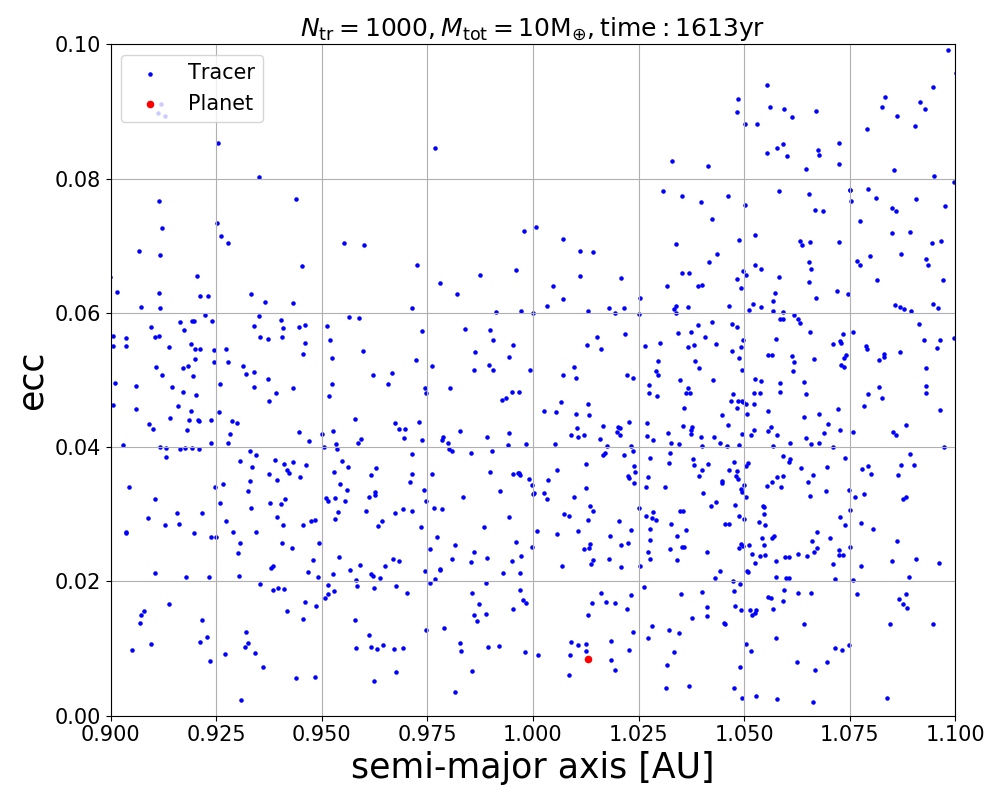 N_tr = 1000, M_tot = 10M_⊕, time : 1613yr
0.10
Tracer
Planet
0.08
0.06
ecc
0.04
0.02
0.00
0.900 0.925 0.950 0.975 1.000 1.025 1.050 1.075 1.100
semi-major axis [AU]